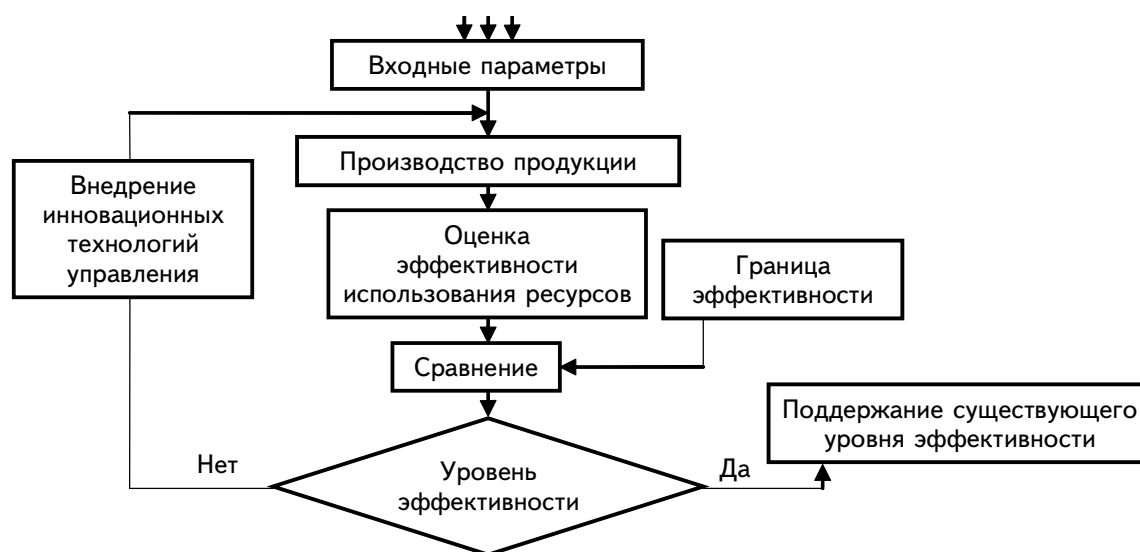 Входные параметры
Производство продукции
Внедрение
инновационных
технологий
управления
Оценка
эффективности
использования ресурсов
Граница
эффективности
Сравнение
Поддержание существующего
уровня эффективности
Нет
Уровень
эффективности
Да